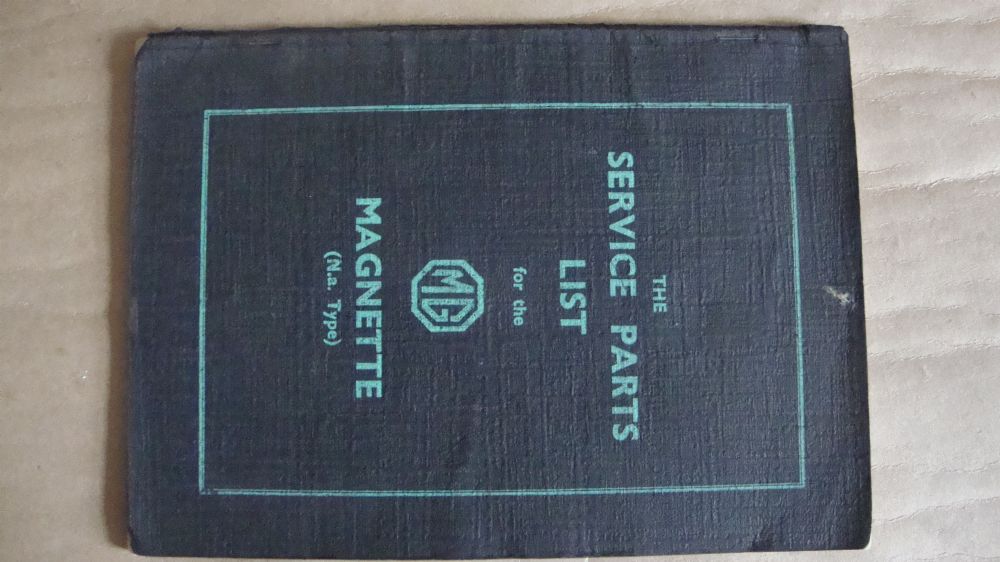 THE
SERVICE PARTS
LIST
for the
MG
MAGNETTE
(N.a. Type)